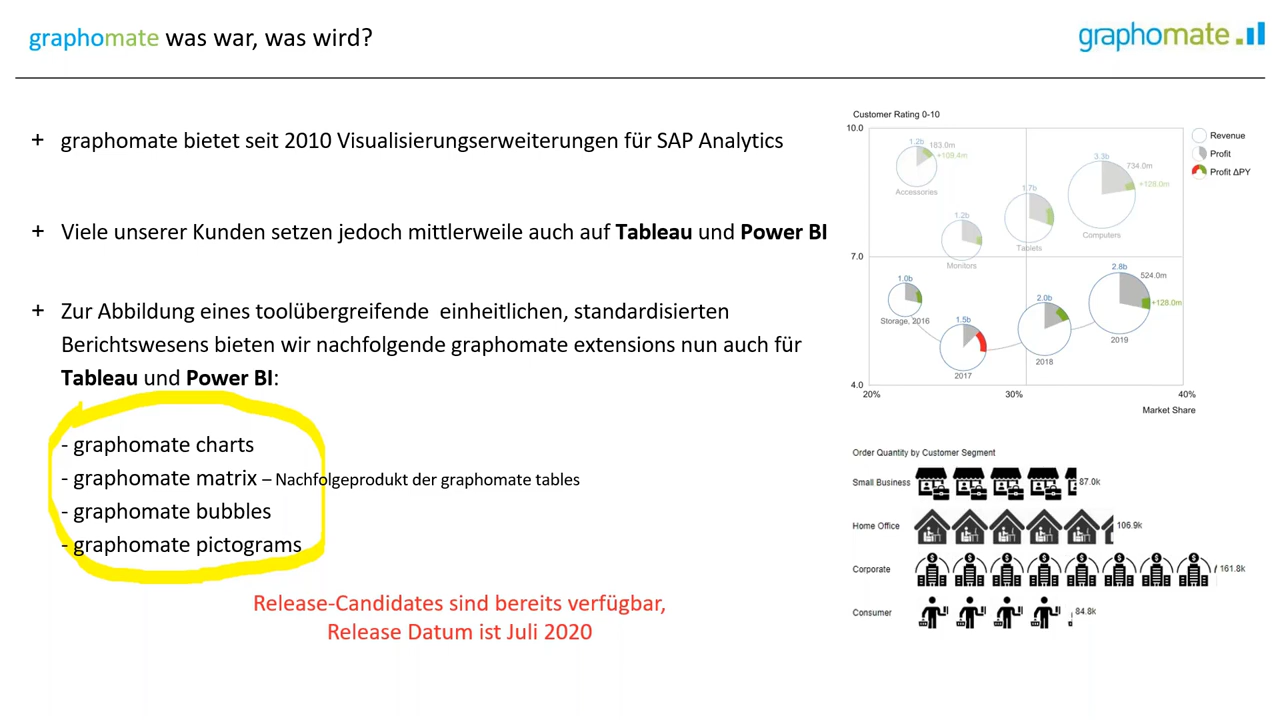 graphomate was war, was wird?
graphomate
+ graphomate bietet seit 2010 Visualisierungserweiterungen für SAP Analytics
+ Viele unserer Kunden setzen jedoch mittlerweile auch auf Tableau und Power BI
+ Zur Abbildung eines toolübergreifende einheitlichen, standardisierten
Berichtswesens bieten wir nachfolgende graphomate extensions nun auch für
Tableau und Power BI:
- graphomate charts
- graphomate matrix – Nachfolgeprodukt der graphomate tables
- graphomate bubbles
- graphomate pictograms
Release-Candidates sind bereits verfügbar,
Release Datum ist Juli 2020
Customer Rating 0-10
10.0
7.0
4.0
20%
30%
40%
Market Share
Revenue
Profit
Profit ΔPY
1.2b
183.0m
+109.4m
Accessories
3.3b
734.0m
+128.0m
Computers
1.7b
Tablets
1.2b
Monitors
1.0b
Storage, 2016
1.5b
2017
2.0b
2018
2.8b
524.0m
+128.0m
2019
Order Quantity by Customer Segment
Small Business 87.0k
Home Office 106.9k
Corporate 161.8k
Consumer 84.8k